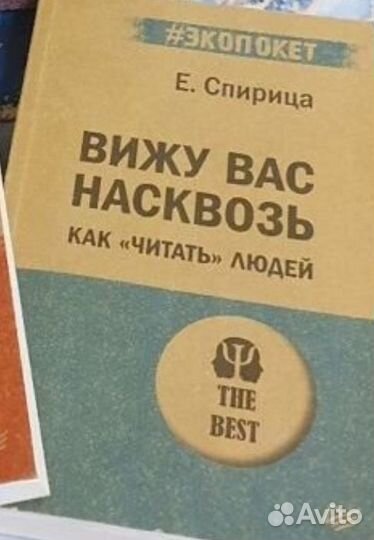 #ЭКОПОКЕТ
Е. Спирица
ВИЖУ ВАС
НАСКВОЗЬ
КАК «ЧИТАТЬ» ЛЮДЕЙ
Ψ
THE
BEST
Avito